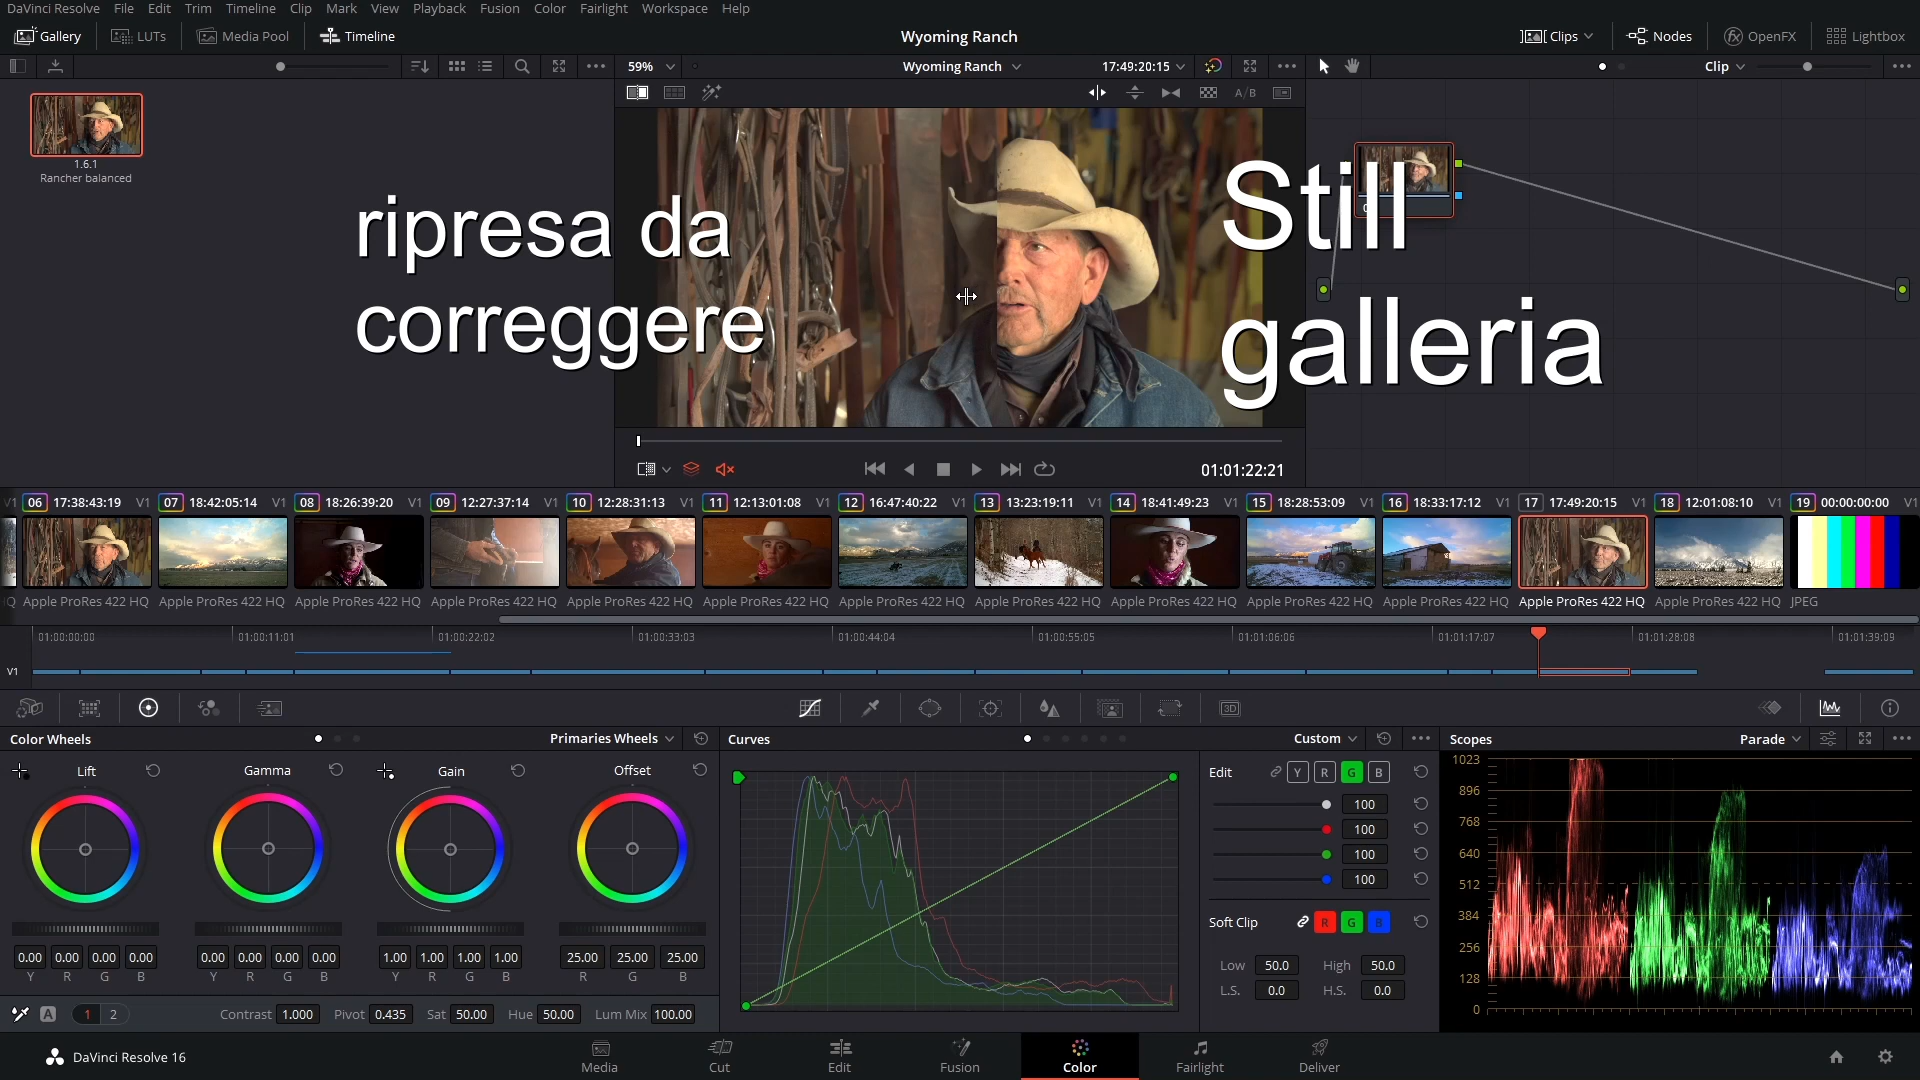 DaVinci Resolve File Edit Trim Timeline Clip Mark View Playback Fusion Color Fairlight Workspace Help
Gallery LUTs Media Pool Timeline Wyoming Ranch Clips Nodes OpenFX Lightbox
59% Wyoming Ranch 17:49:20:15 Clip
A/B
1.6.1
Rancher balanced
ripresa da
correggere
Still
galleria
01:01:22:21
V1 06 17:38:43:19 V1 07 18:42:05:14 V1 08 18:26:39:20 V1 09 12:27:37:14 V1 10 12:28:31:13 V1 11 12:13:01:08 V1 12 16:47:40:22 V1 13 13:23:19:11 V1 14 18:41:49:23 V1 15 18:28:53:09 V1 16 18:33:17:12 V1 17 17:49:20:15 V1 18 12:01:08:10 V1 19 00:00:00:00 V1
Apple ProRes 422 HQ Apple ProRes 422 HQ Apple ProRes 422 HQ Apple ProRes 422 HQ Apple ProRes 422 HQ Apple ProRes 422 HQ Apple ProRes 422 HQ Apple ProRes 422 HQ Apple ProRes 422 HQ Apple ProRes 422 HQ Apple ProRes 422 HQ Apple ProRes 422 HQ Apple ProRes 422 HQ JPEG
01:00:00:00 01:00:11:01 01:00:22:02 01:00:33:03 01:00:44:04 01:00:55:05 01:01:06:06 01:01:17:07 01:01:28:08 01:01:39:09
V1
3D
Color Wheels Primaries Wheels
Lift Gamma Gain Offset
0.00 0.00 0.00 0.00 0.00 0.00 0.00 0.00 1.00 1.00 1.00 1.00 25.00 25.00 25.00
Y R G B Y R G B Y R G B R G B
A 1 2 Contrast 1.000 Pivot 0.435 Sat 50.00 Hue 50.00 Lum Mix 100.00
Curves Custom
Edit Y R G B
100
100
100
100
Soft Clip R G B
Low 50.0 High 50.0
L.S. 0.0 H.S. 0.0
Scopes Parade
1023
896
768
640
512
384
256
128
0
DaVinci Resolve 16 Media Cut Edit Fusion Color Fairlight Deliver